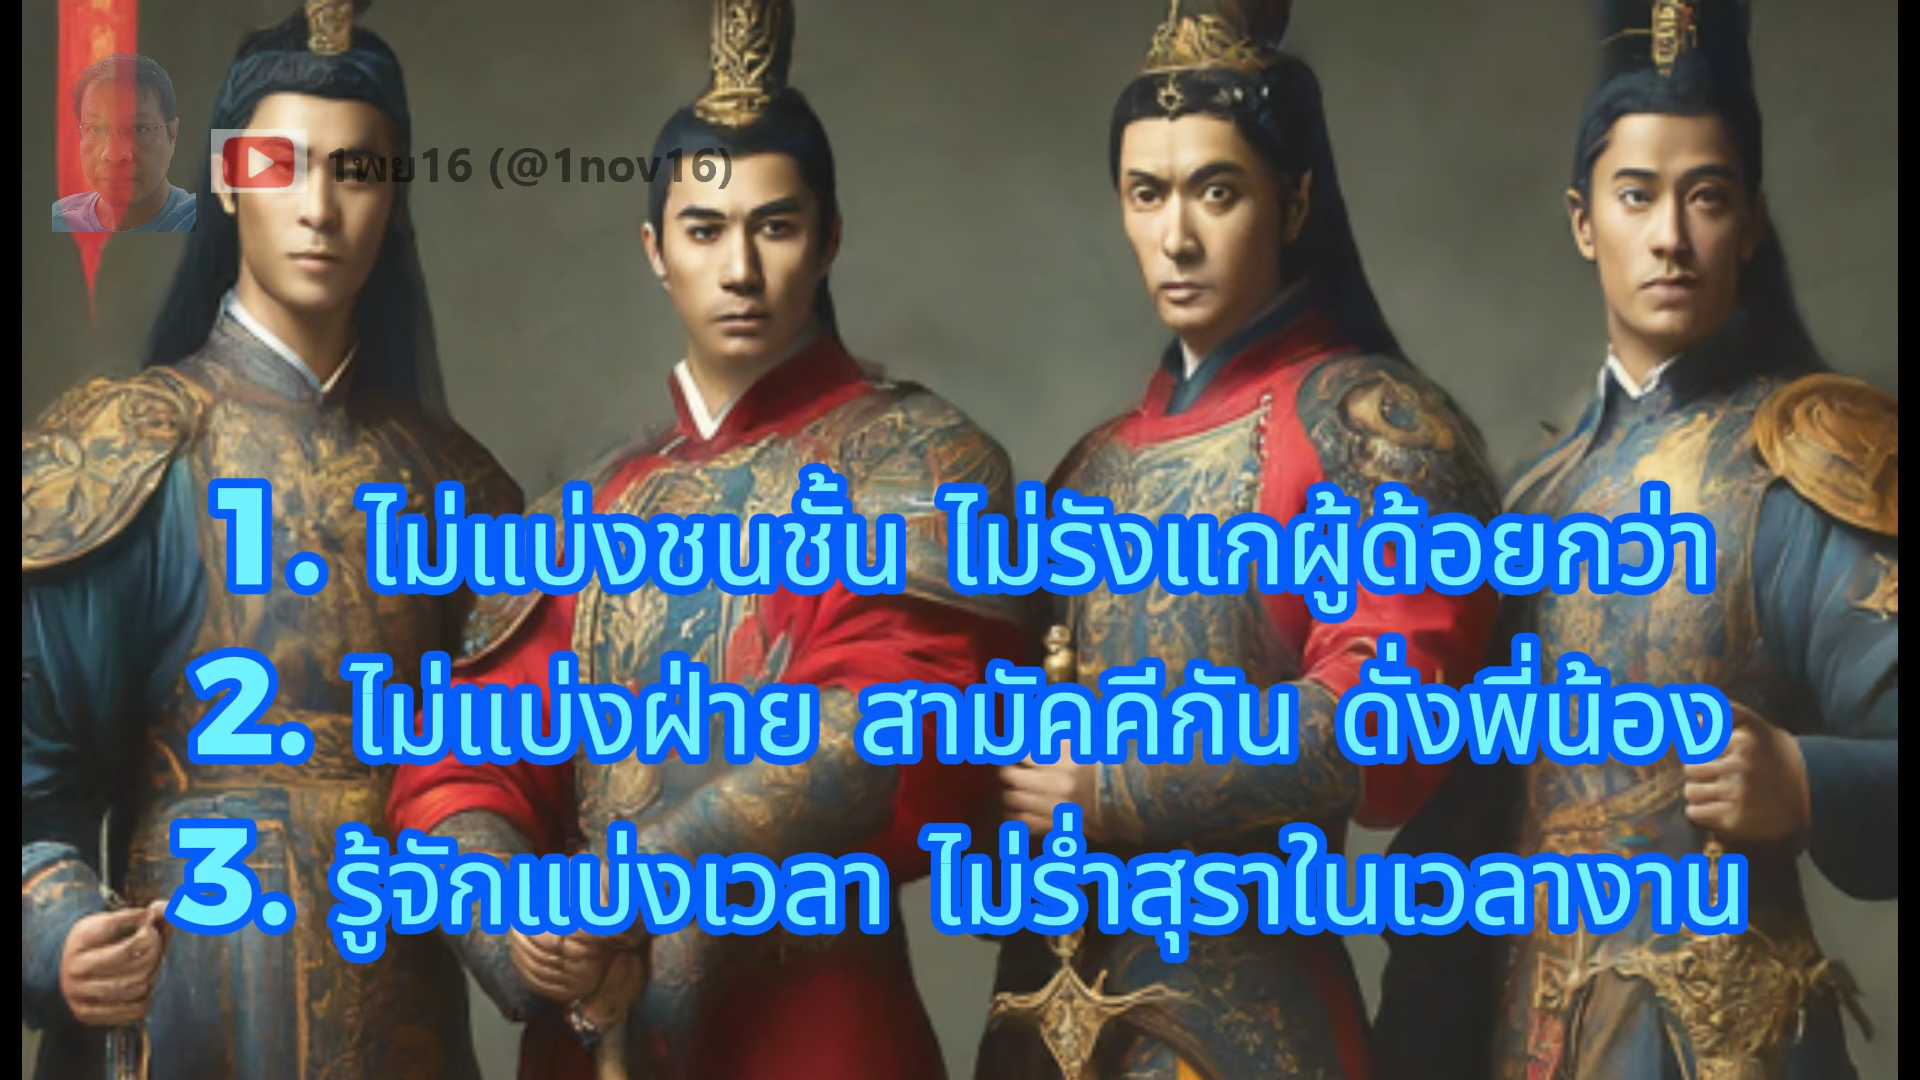 1พย16 (@1nov16)
1. ไม่แบ่งชนชั้น ไม่รังแกผู้ด้อยกว่า
2. ไม่แบ่งฝ่าย สามัคคีกัน ดั่งพี่น้อง
3. รู้จักแบ่งเวลา ไม่ร่ำสุราในเวลางาน